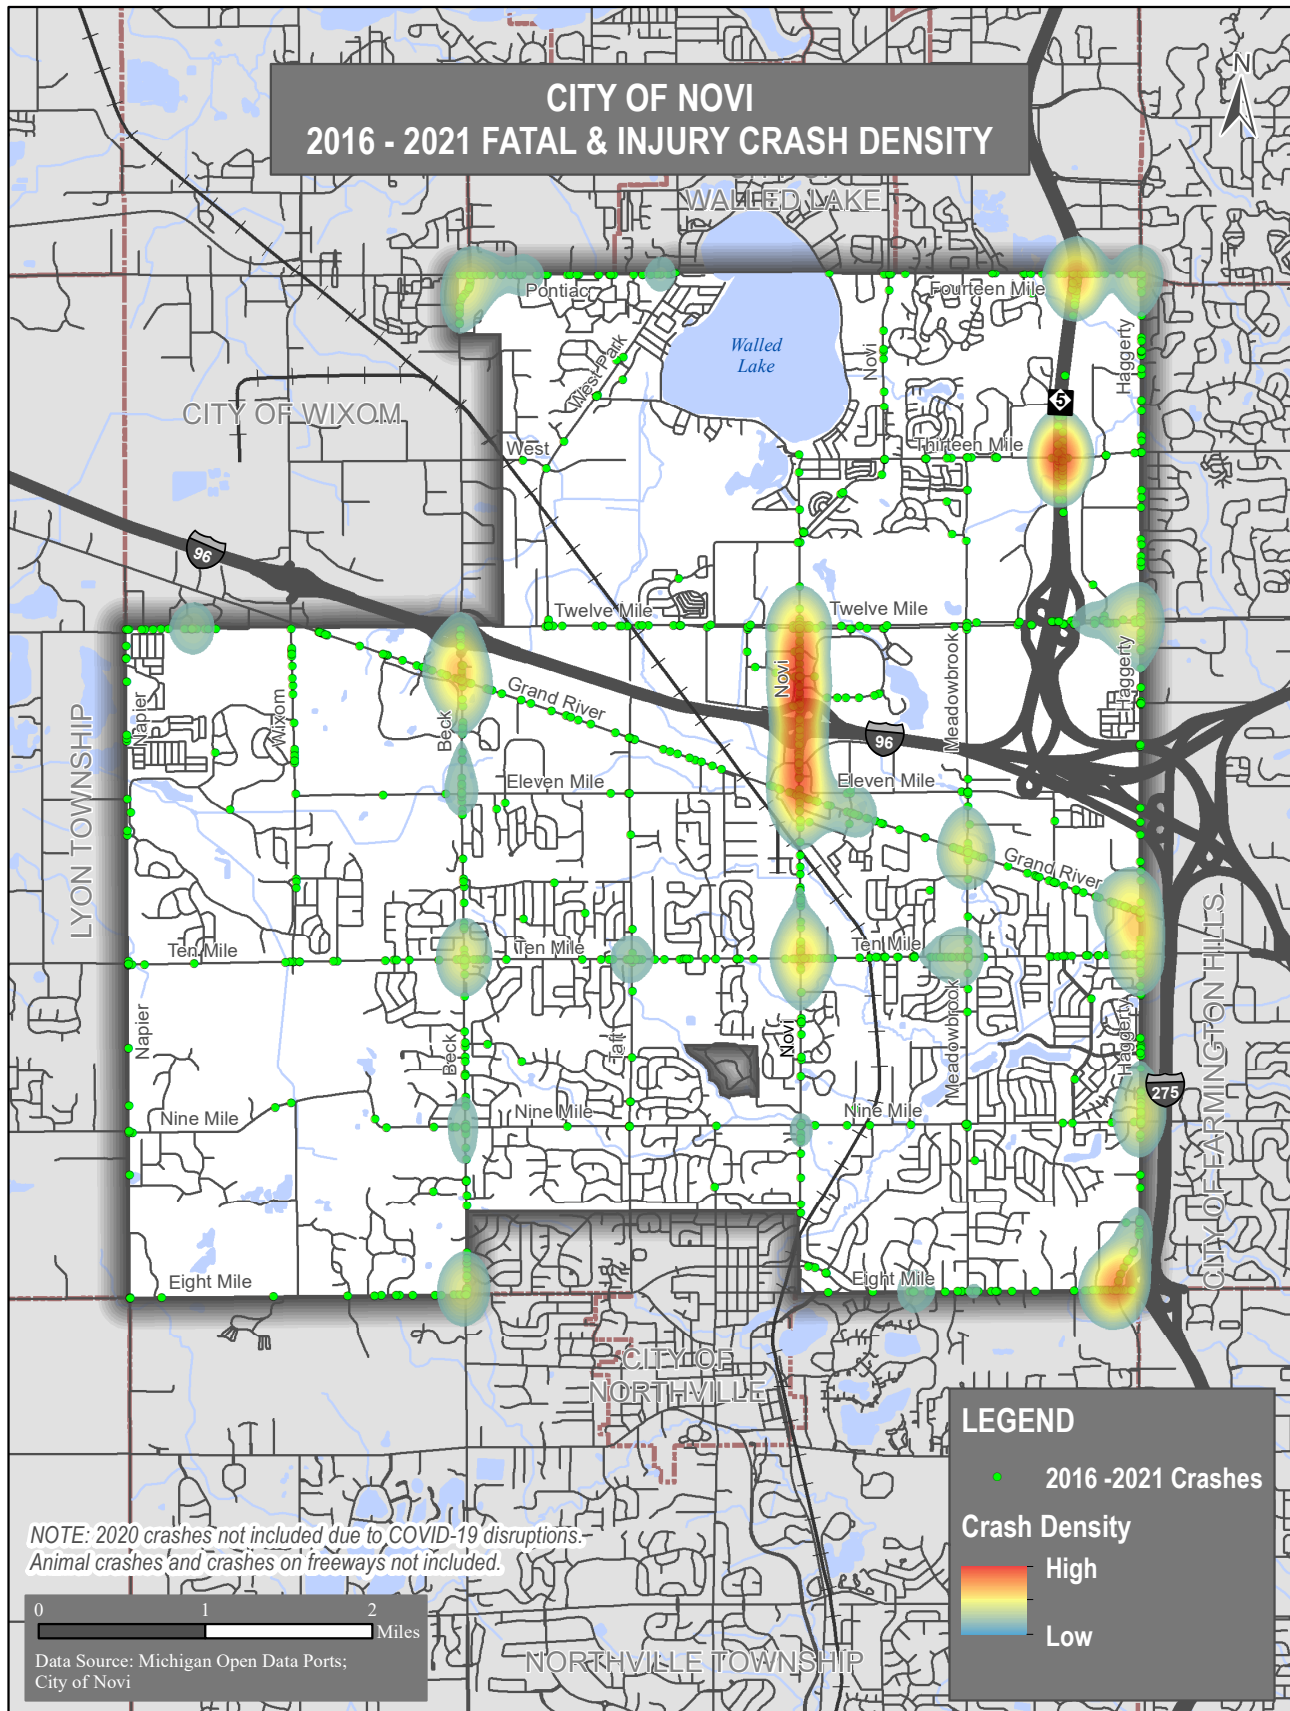 CITY OF NOVI
2016 - 2021 FATAL & INJURY CRASH DENSITY
N
WALLED LAKE
Pontiac
Fourteen Mile
Walled
Lake
Novi
Haggerty
West Park
5
CITY OF WIXOM
West
Thirteen Mile
96
Twelve Mile
Twelve Mile
Napier
Wixom
Beck
Grand River
Novi
Meadowbrook
Haggerty
96
LYON TOWNSHIP
Eleven Mile
Eleven Mile
Grand River
Ten Mile
Ten Mile
Ten Mile
Napier
Beck
Taft
Novi
Meadowbrook
Haggerty
275
CITY OF FARMINGTON HILLS
Nine Mile
Nine Mile
Nine Mile
Eight Mile
Eight Mile
CITY OF
NORTHVILLE
LEGEND
2016 -2021 Crashes
Crash Density
High
Low
NOTE: 2020 crashes not included due to COVID-19 disruptions.
Animal crashes and crashes on freeways not included.
0 1 2
Miles
Data Source: Michigan Open Data Ports;
City of Novi
NORTHVILLE TOWNSHIP